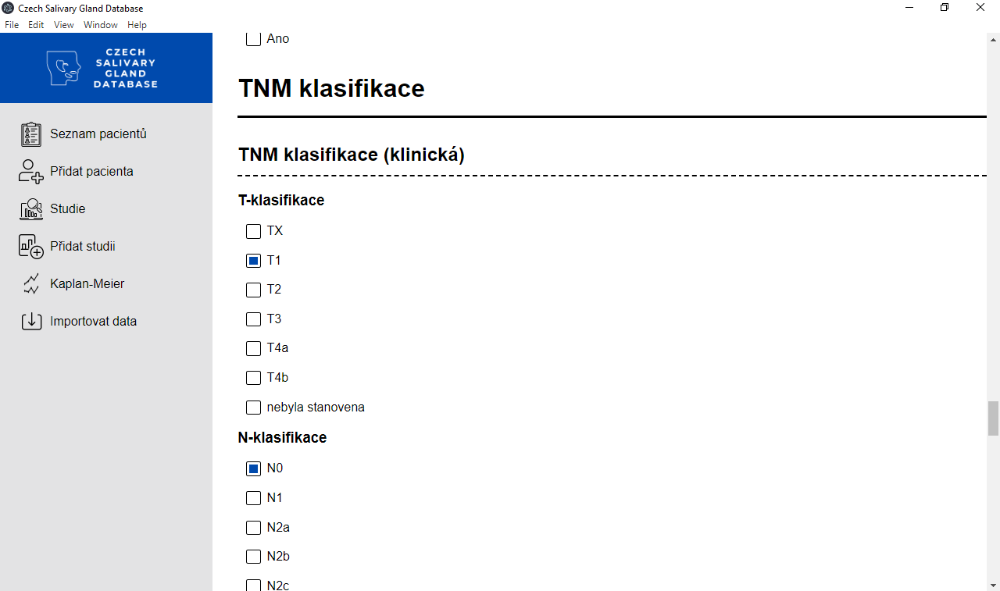 Czech Salivary Gland Database
File Edit View Window Help
CZECH
SALIVARY
GLAND
DATABASE
Seznam pacientů
Přidat pacienta
Studie
Přidat studii
Kaplan-Meier
Importovat data
Ano
TNM klasifikace
TNM klasifikace (klinická)
T-klasifikace
TX
T1
T2
T3
T4a
T4b
nebyla stanovena
N-klasifikace
N0
N1
N2a
N2b
N2c